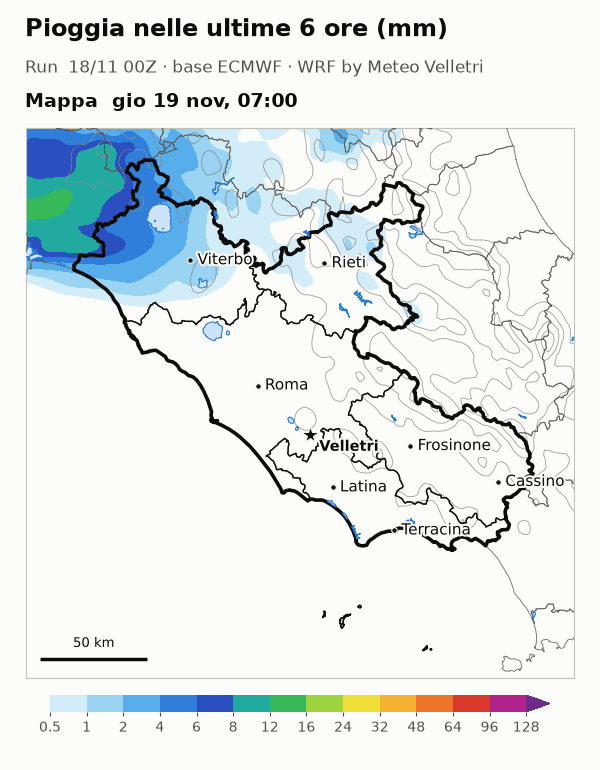 Pioggia nelle ultime 6 ore (mm)
Run 18/11 00Z · base ECMWF · WRF by Meteo Velletri
Mappa gio 19 nov, 07:00
Viterbo
Rieti
Roma
Velletri
Frosinone
Latina
Cassino
Terracina
50 km
0.5 1 2 4 6 8 12 16 24 32 48 64 96 128